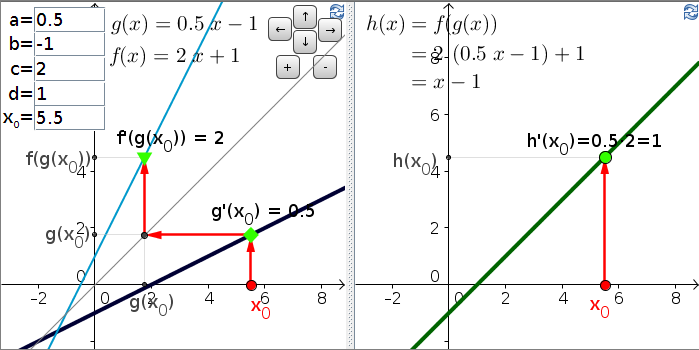 a= 0.5
b= -1
c= 2
d= 1
x₀= 5.5
g(x) = 0.5 x − 1
f(x) = 2 x + 1
← ↑ ↓ →
+ -
f'(g(x₀)) = 2
f(g(x₀))
4
g'(x₀) = 0.5
g(x₀)
2
0
-2 0 2 4 6 8
g(x₀)
x₀
h(x) = f(g(x))
= 2 (0.5 x − 1) + 1
= x − 1
8
6
h'(x₀)=0.5·2=1
h(x₀)
4
2
0
-2 0 2 4 6 8
x₀